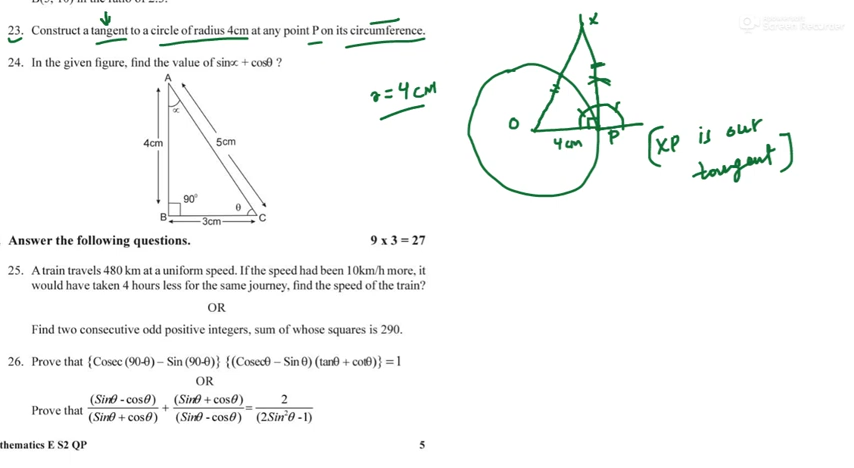 23. Construct a tangent to a circle of radius 4cm at any point P on its circumference.
24. In the given figure, find the value of sinx + cosθ ?
A
x
4cm
5cm
90°
θ
B
3cm
C
r = 4 cm
X
O
4 cm
P
(XP is our
tangent]
Answer the following questions. 9 x 3 = 27
25. A train travels 480 km at a uniform speed. If the speed had been 10km/h more, it
would have taken 4 hours less for the same journey, find the speed of the train?
OR
Find two consecutive odd positive integers, sum of whose squares is 290.
26. Prove that {Cosec (90-θ) – Sin (90-θ)} {(Cosecθ – Sin θ) (tanθ + cotθ)} = 1
OR
Prove that (Sinθ - cosθ)/(Sinθ + cosθ) + (Sinθ + cosθ)/(Sinθ - cosθ) = 2/(2Sin²θ -1)
thematics E S2 QP 5